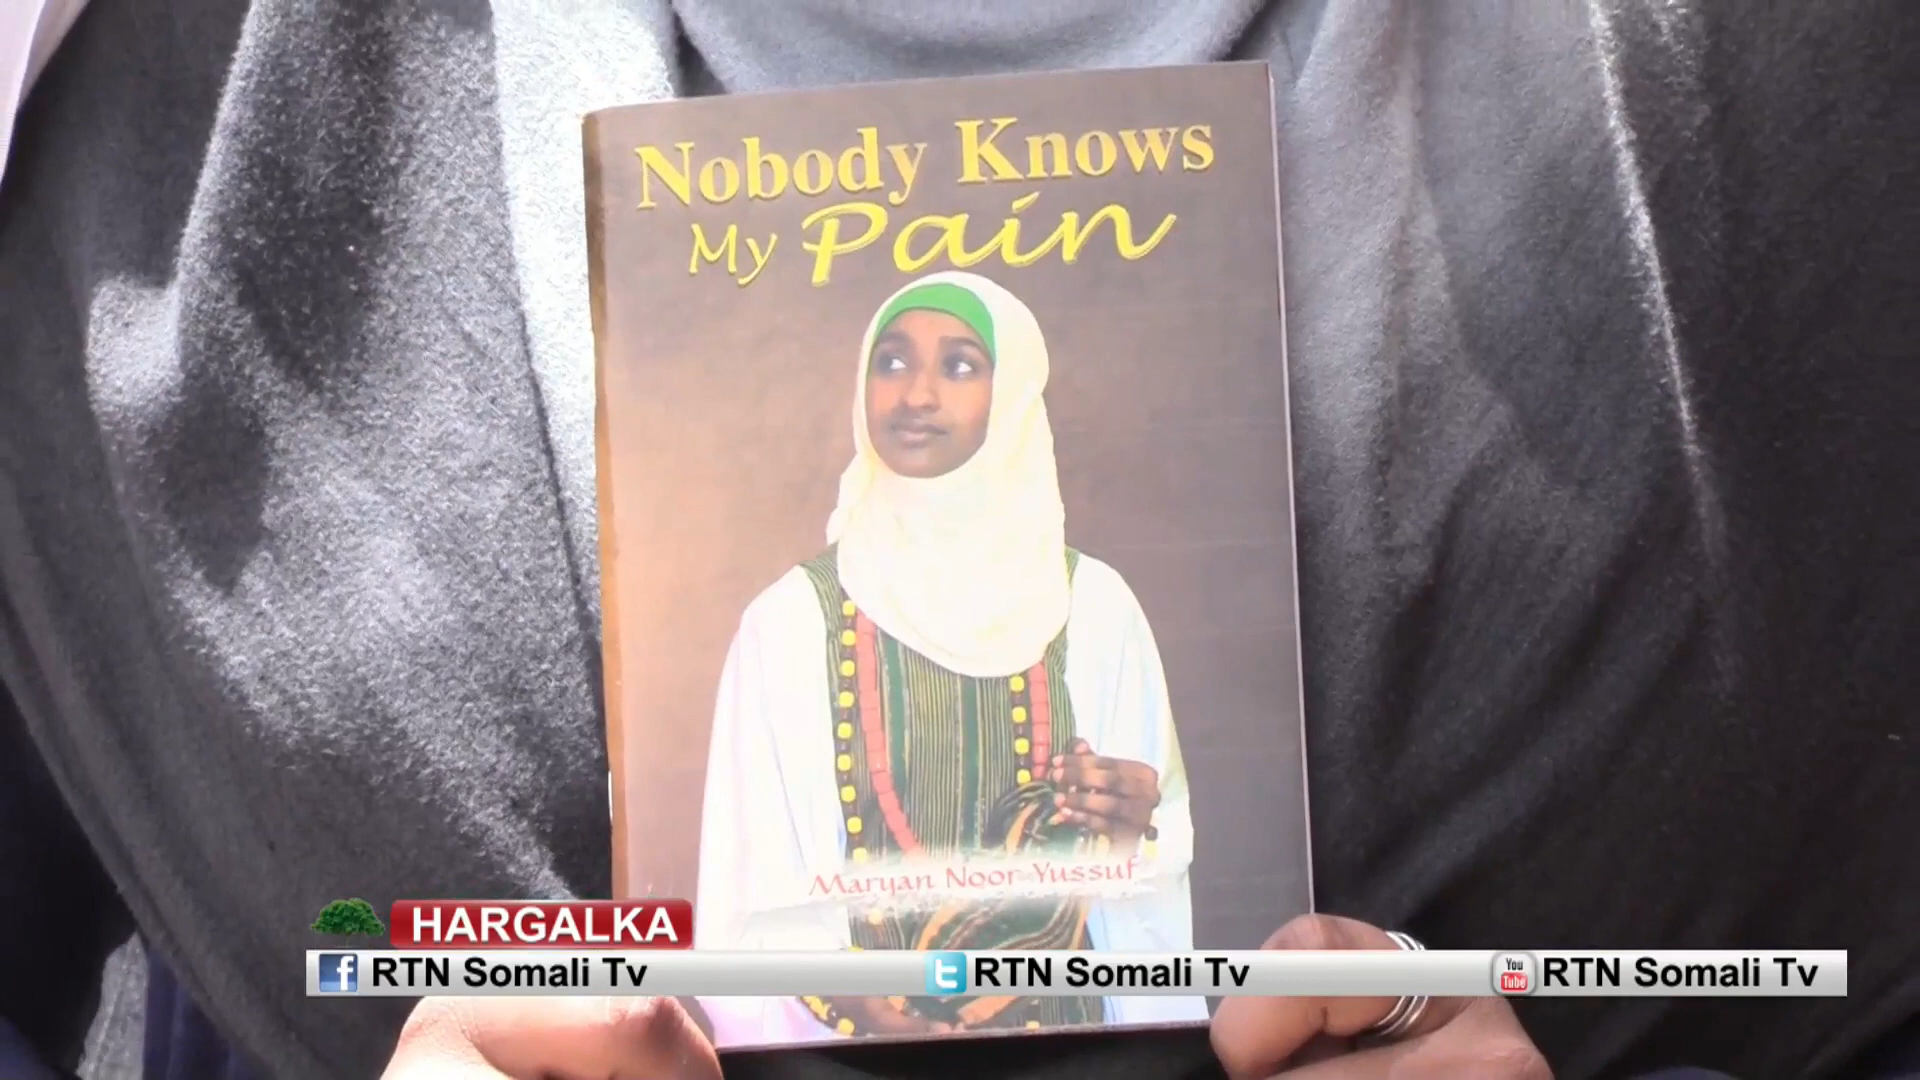 Nobody Knows
My Pain
Maryan Noor Yussuf
HARGALKA
f RTN Somali Tv
t RTN Somali Tv
You Tube RTN Somali Tv